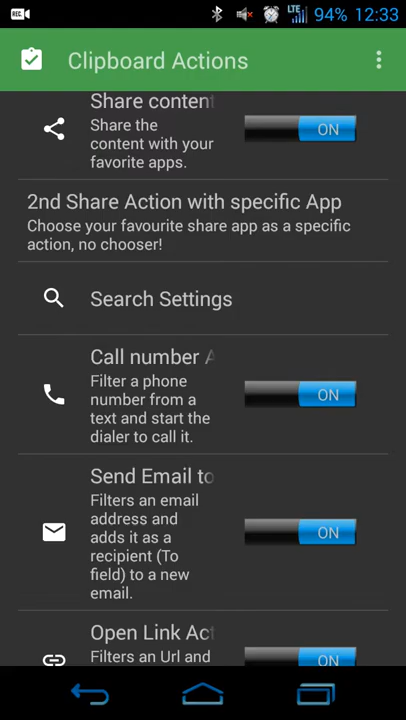 REC
LTE
94% 12:33
Clipboard Actions
Share content
Share the
content with your
favorite apps.
ON
2nd Share Action with specific App
Choose your favourite share app as a specific
action, no chooser!
Search Settings
Call number A
Filter a phone
number from a
text and start the
dialer to call it.
ON
Send Email to
Filters an email
address and
adds it as a
recipient (To
field) to a new
email.
ON
Open Link Act
Filters an Url and
ON